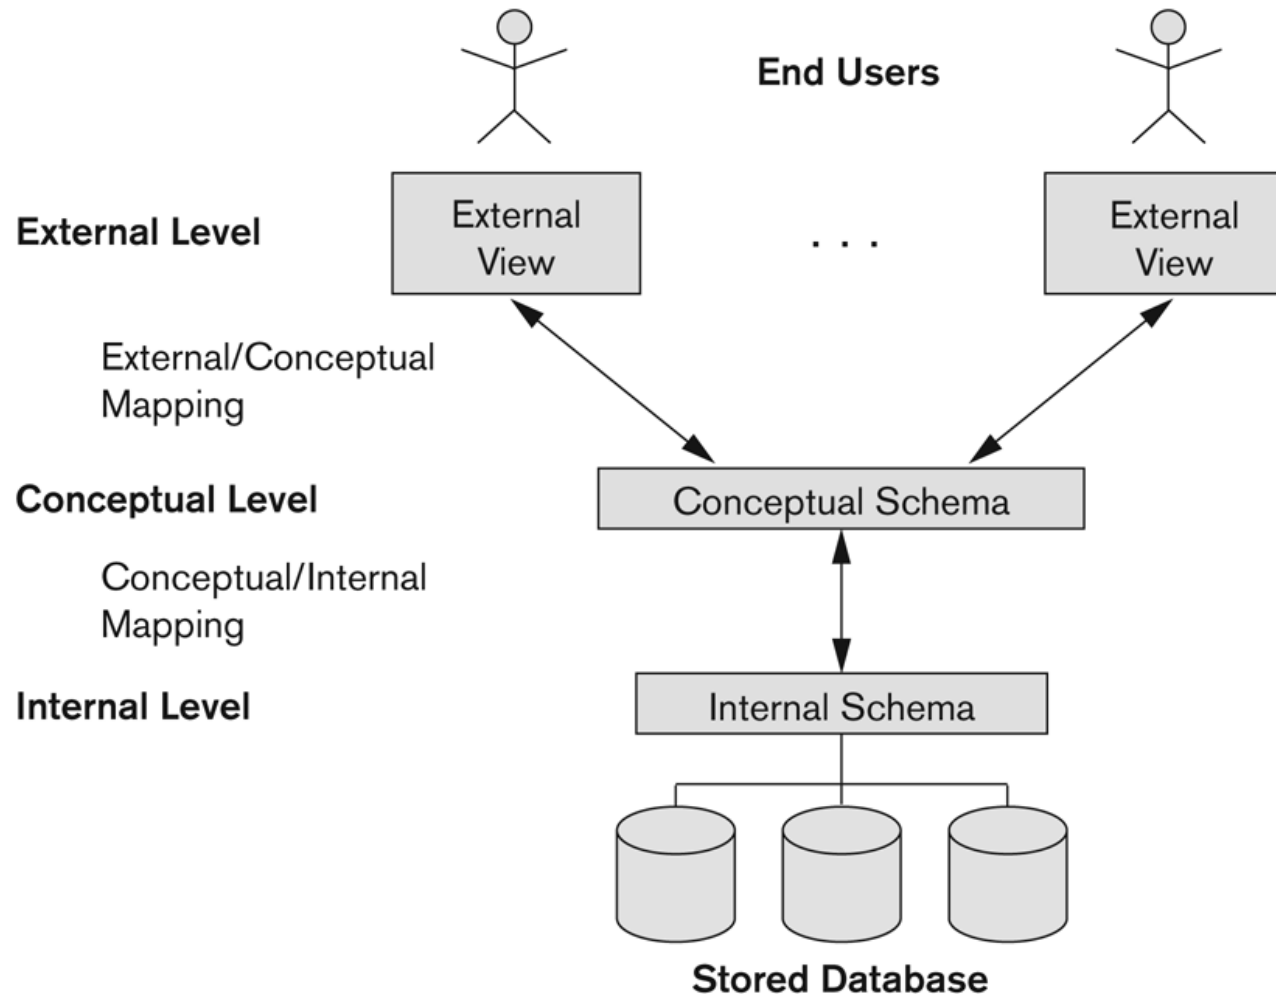 End Users
External Level
External
View
. . .
External
View
External/Conceptual
Mapping
Conceptual Level
Conceptual Schema
Conceptual/Internal
Mapping
Internal Level
Internal Schema
Stored Database